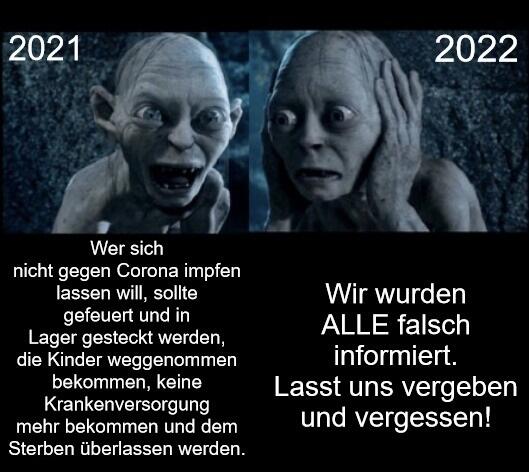 2021
2022
Wer sich
nicht gegen Corona impfen
lassen will, sollte
gefeuert und in
Lager gesteckt werden,
die Kinder weggenommen
bekommen, keine
Krankenversorgung
mehr bekommen und dem
Sterben überlassen werden.
Wir wurden
ALLE falsch
informiert.
Lasst uns vergeben
und vergessen!